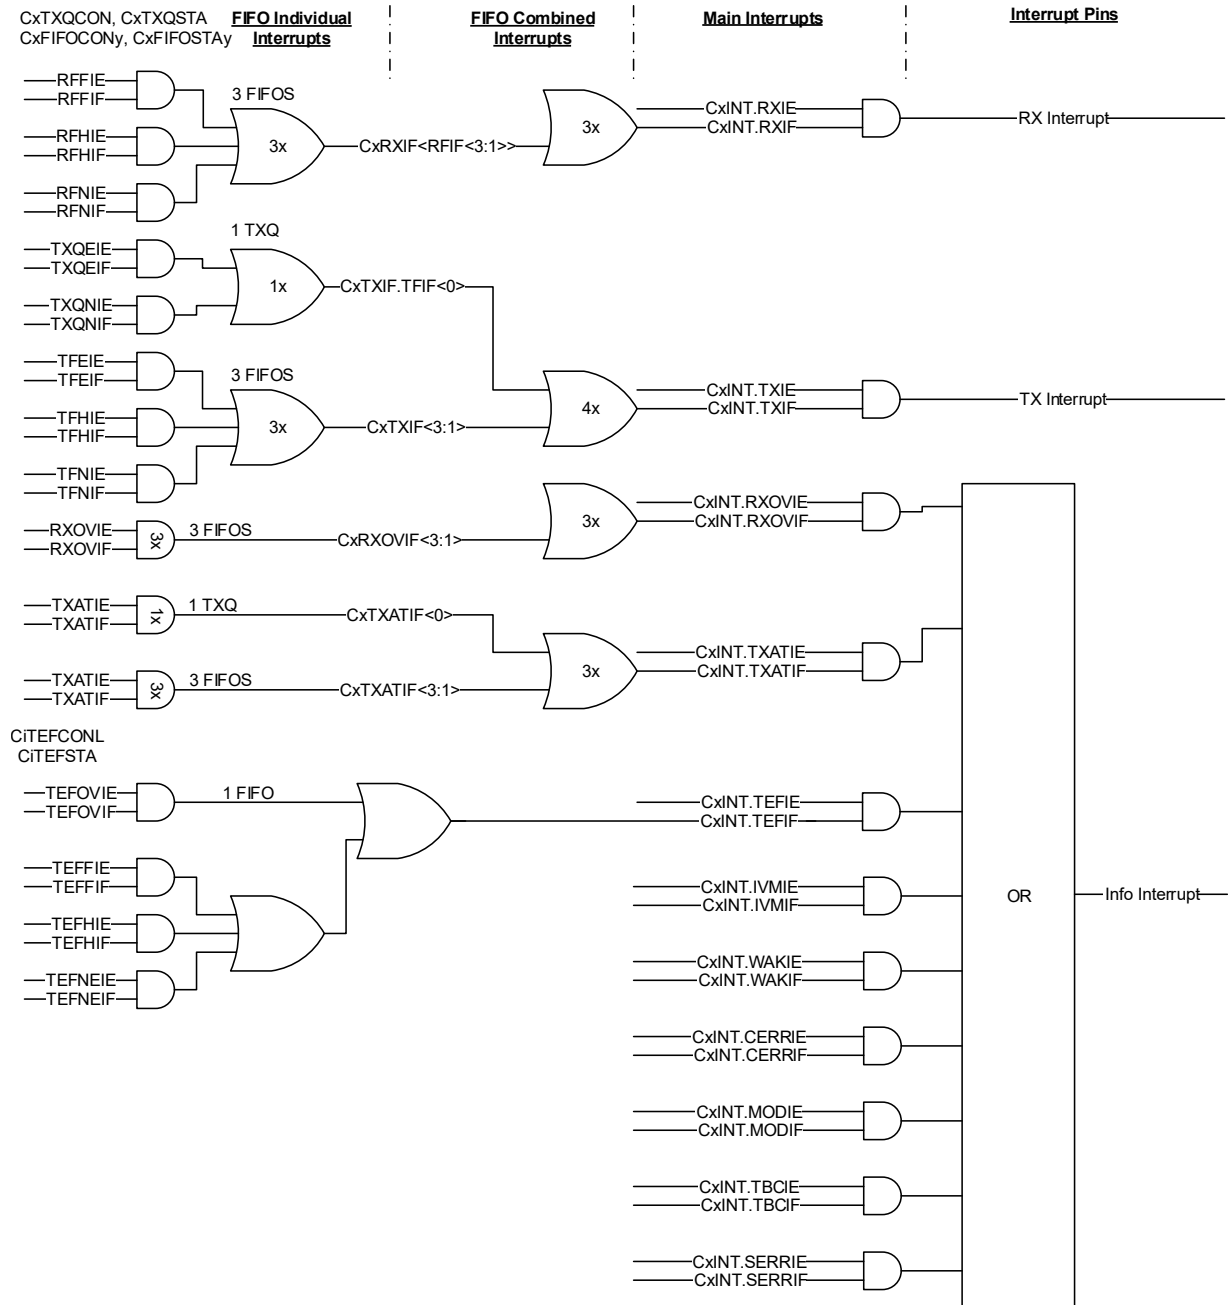 CxTXQCON, CxTXQSTA
CxFIFOCONy, CxFIFOSTAy
FIFO Individual
Interrupts
FIFO Combined
Interrupts
Main Interrupts
Interrupt Pins
RFFIE
RFFIF
RFHIE
RFHIF
RFNIE
RFNIF
3 FIFOS
3x
CxRXIF<RFIF<3:1>>
3x
CxINT.RXIE
CxINT.RXIF
RX Interrupt
TXQEIE
TXQEIF
TXQNIE
TXQNIF
1 TXQ
1x
CxTXIF.TFIF<0>
TFEIE
TFEIF
TFHIE
TFHIF
TFNIE
TFNIF
3 FIFOS
3x
CxTXIF<3:1>
4x
CxINT.TXIE
CxINT.TXIF
TX Interrupt
RXOVIE
RXOVIF
3x
3 FIFOS
CxRXOVIF<3:1>
3x
CxINT.RXOVIE
CxINT.RXOVIF
TXATIE
TXATIF
1x
1 TXQ
CxTXATIF<0>
TXATIE
TXATIF
3x
3 FIFOS
CxTXATIF<3:1>
3x
CxINT.TXATIE
CxINT.TXATIF
CiTEFCONL
CiTEFSTA
TEFOVIE
TEFOVIF
1 FIFO
TEFFIE
TEFFIF
TEFHIE
TEFHIF
TEFNEIE
TEFNEIF
CxINT.TEFIE
CxINT.TEFIF
CxINT.IVMIE
CxINT.IVMIF
CxINT.WAKIE
CxINT.WAKIF
CxINT.CERRIE
CxINT.CERRIF
CxINT.MODIE
CxINT.MODIF
CxINT.TBCIE
CxINT.TBCIF
CxINT.SERRIE
CxINT.SERRIF
OR
Info Interrupt